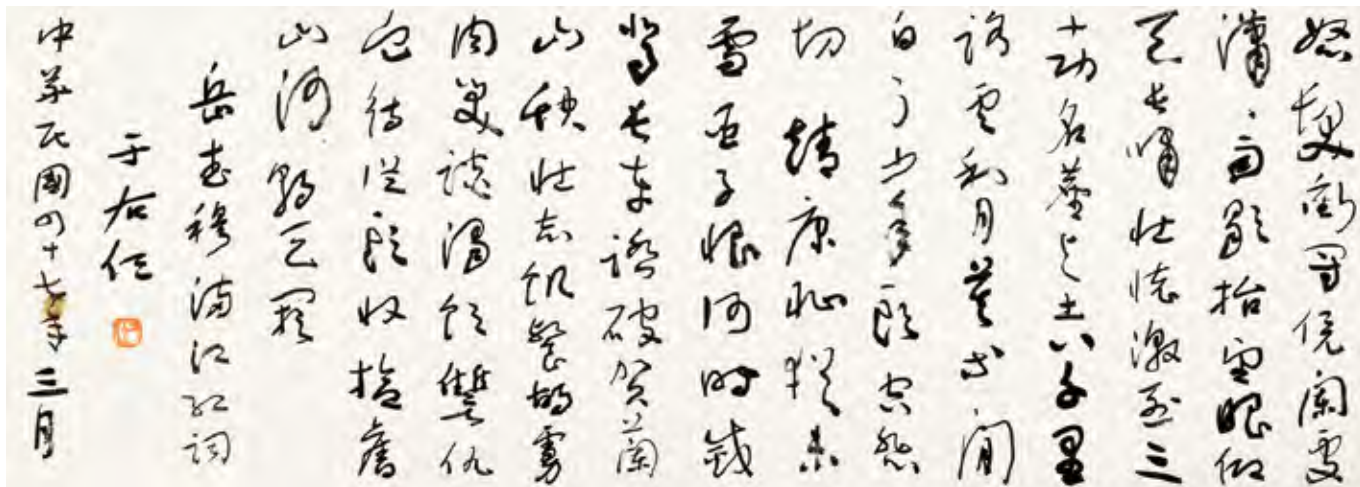 怒髮衝冠凭闌處
瀟、雨歇抬望眼仰
天長嘯壯懷激烈三
十功名塵與土八千里
路雲和月莫等閒
白了少年頭空悲
切 靖康恥猶未
雪臣子恨何時滅
駕長車踏破賀蘭
山缺壯志飢餐胡虜
肉笑談渴飲讐仇
血待從頭收拾舊
山河朝天闕
岳武穆滿江紅詞
于右任
中華民國四十七年三月